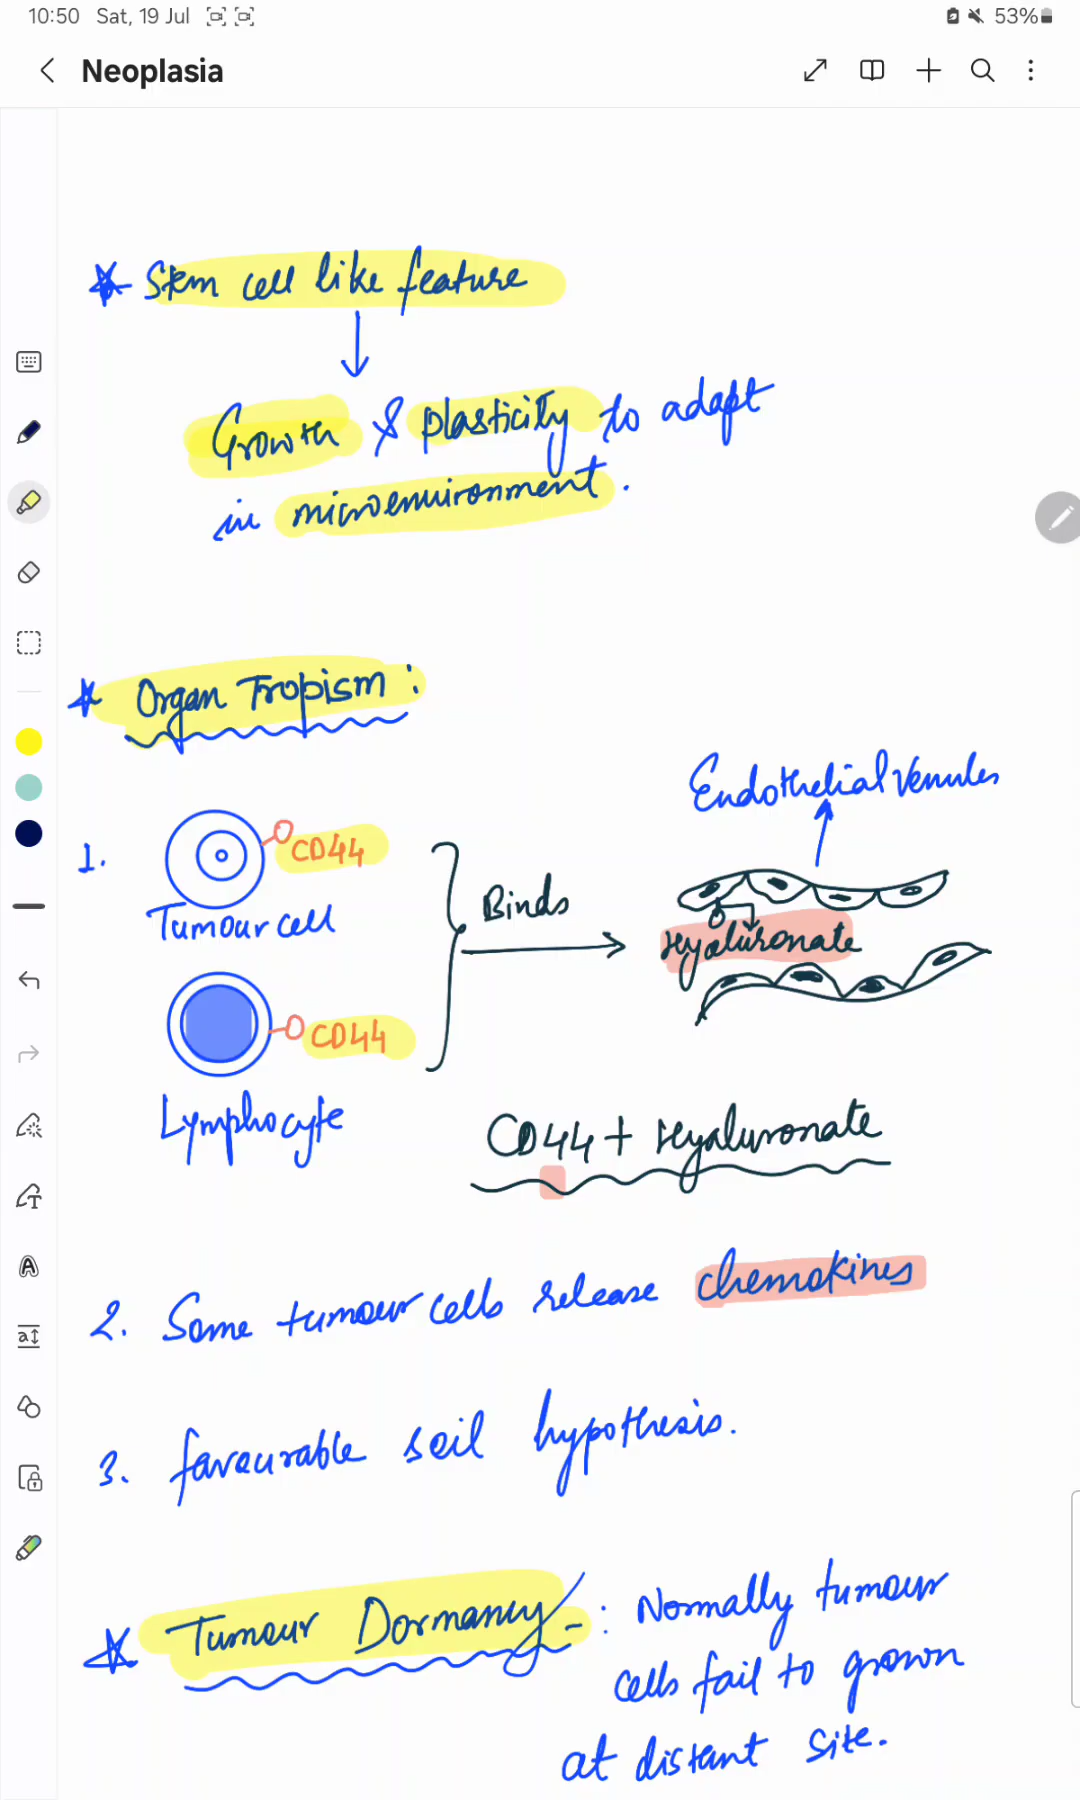 10:50 Sat, 19 Jul
53%
Neoplasia
Stem cell like feature
Growth & plasticity to adapt
in microenvironment.
Organ Tropism :
Endothelial Venules
1.
CD44
Tumour cell
Binds
Hyaluronate
CD44
Lymphocyte
CD44 + Hyaluronate
2. Some tumour cells release chemokines
3. favourable soil hypothesis.
Tumour Dormancy - : Normally tumour
cells fail to grown
at distant site.